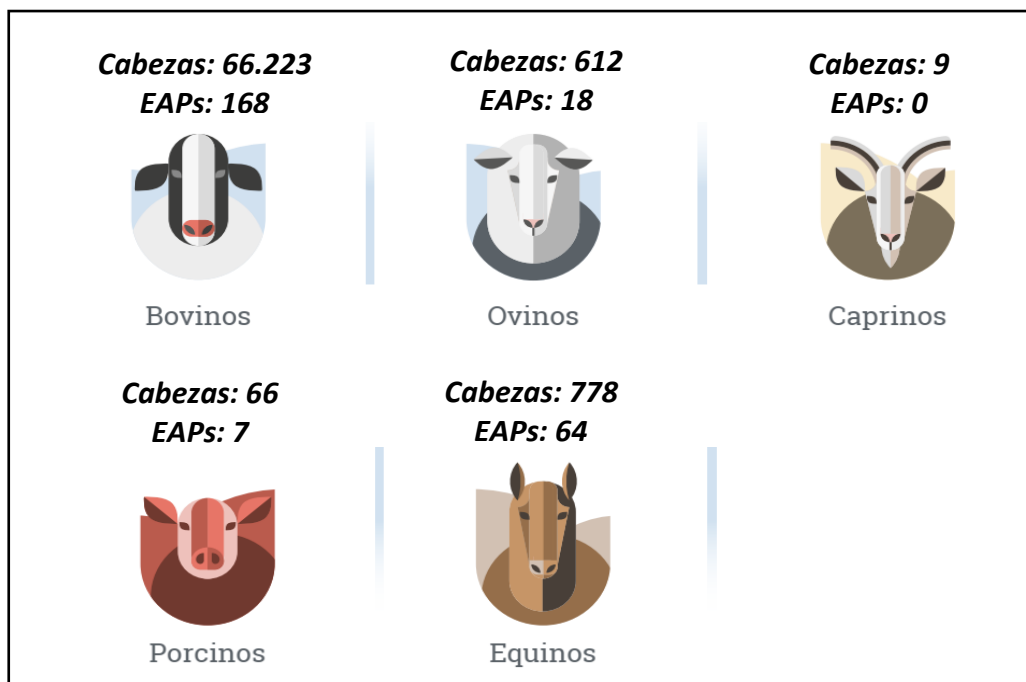 Cabezas: 66.223
EAPs: 168
Bovinos
Cabezas: 612
EAPs: 18
Ovinos
Cabezas: 9
EAPs: 0
Caprinos
Cabezas: 66
EAPs: 7
Porcinos
Cabezas: 778
EAPs: 64
Equinos